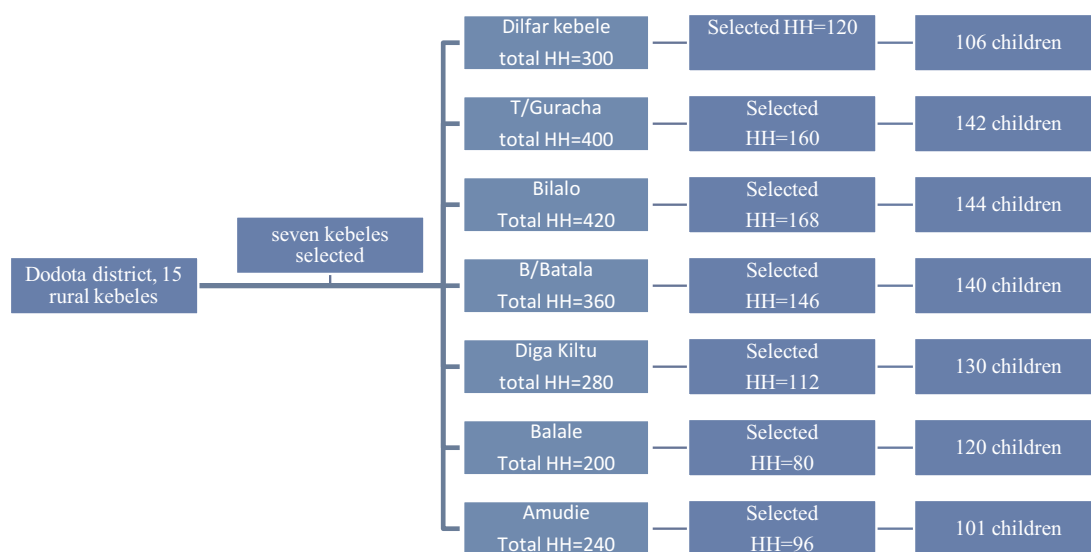 Dodota district, 15
rural kebeles
seven kebeles
selected
Dilfar kebele
total HH=300
Selected HH=120
106 children
T/Guracha
total HH=400
Selected
HH=160
142 children
Bilalo
Total HH=420
Selected
HH=168
144 children
B/Batala
Total HH=360
Selected
HH=146
140 children
Diga Kiltu
total HH=280
Selected
HH=112
130 children
Balale
Total HH=200
Selected
HH=80
120 children
Amudie
Total HH=240
Selected
HH=96
101 children